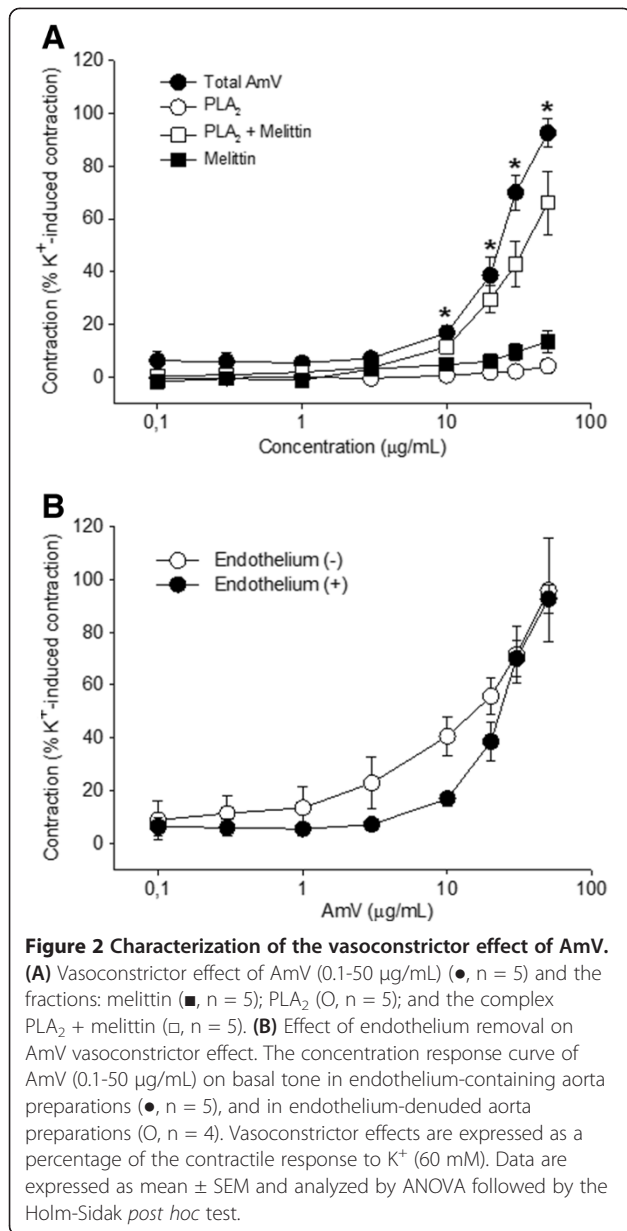 A
Total AmV
PLA₂
PLA₂ + Melittin
Melittin
Contraction (% K⁺-induced contraction)
120
100
80
60
40
20
0
*
*
*
*
0,1
1
10
100
Concentration (µg/mL)
B
Endothelium (-)
Endothelium (+)
Contraction (% K⁺-induced contraction)
120
100
80
60
40
20
0
0,1
1
10
100
AmV (µg/mL)
Figure 2 Characterization of the vasoconstrictor effect of AmV.
(A) Vasoconstrictor effect of AmV (0.1-50 µg/mL) (●, n = 5) and the
fractions: melittin (■, n = 5); PLA₂ (O, n = 5); and the complex
PLA₂ + melittin (□, n = 5). (B) Effect of endothelium removal on
AmV vasoconstrictor effect. The concentration response curve of
AmV (0.1-50 µg/mL) on basal tone in endothelium-containing aorta
preparations (●, n = 5), and in endothelium-denuded aorta
preparations (O, n = 4). Vasoconstrictor effects are expressed as a
percentage of the contractile response to K⁺ (60 mM). Data are
expressed as mean ± SEM and analyzed by ANOVA followed by the
Holm-Sidak post hoc test.